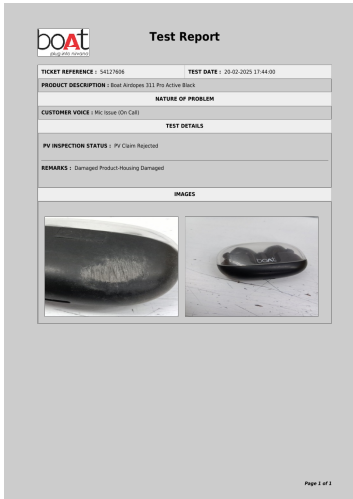 boAt
plug into nirvana
Test Report
TICKET REFERENCE : 54127606
TEST DATE : 20-02-2025 17:44:00
PRODUCT DESCRIPTION : Boat Airdopes 311 Pro Active Black
NATURE OF PROBLEM
CUSTOMER VOICE : Mic Issue (On Call)
TEST DETAILS
PV INSPECTION STATUS : PV Claim Rejected
REMARKS : Damaged Product-Housing Damaged
IMAGES
boAt
Page 1 of 1